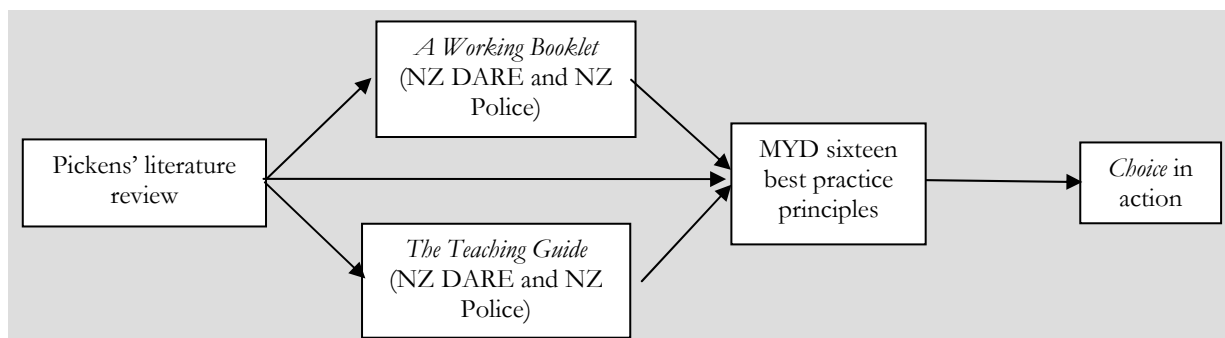 Pickens’ literature
review
A Working Booklet
(NZ DARE and NZ
Police)
The Teaching Guide
(NZ DARE and NZ
Police)
MYD sixteen
best practice
principles
Choice in
action